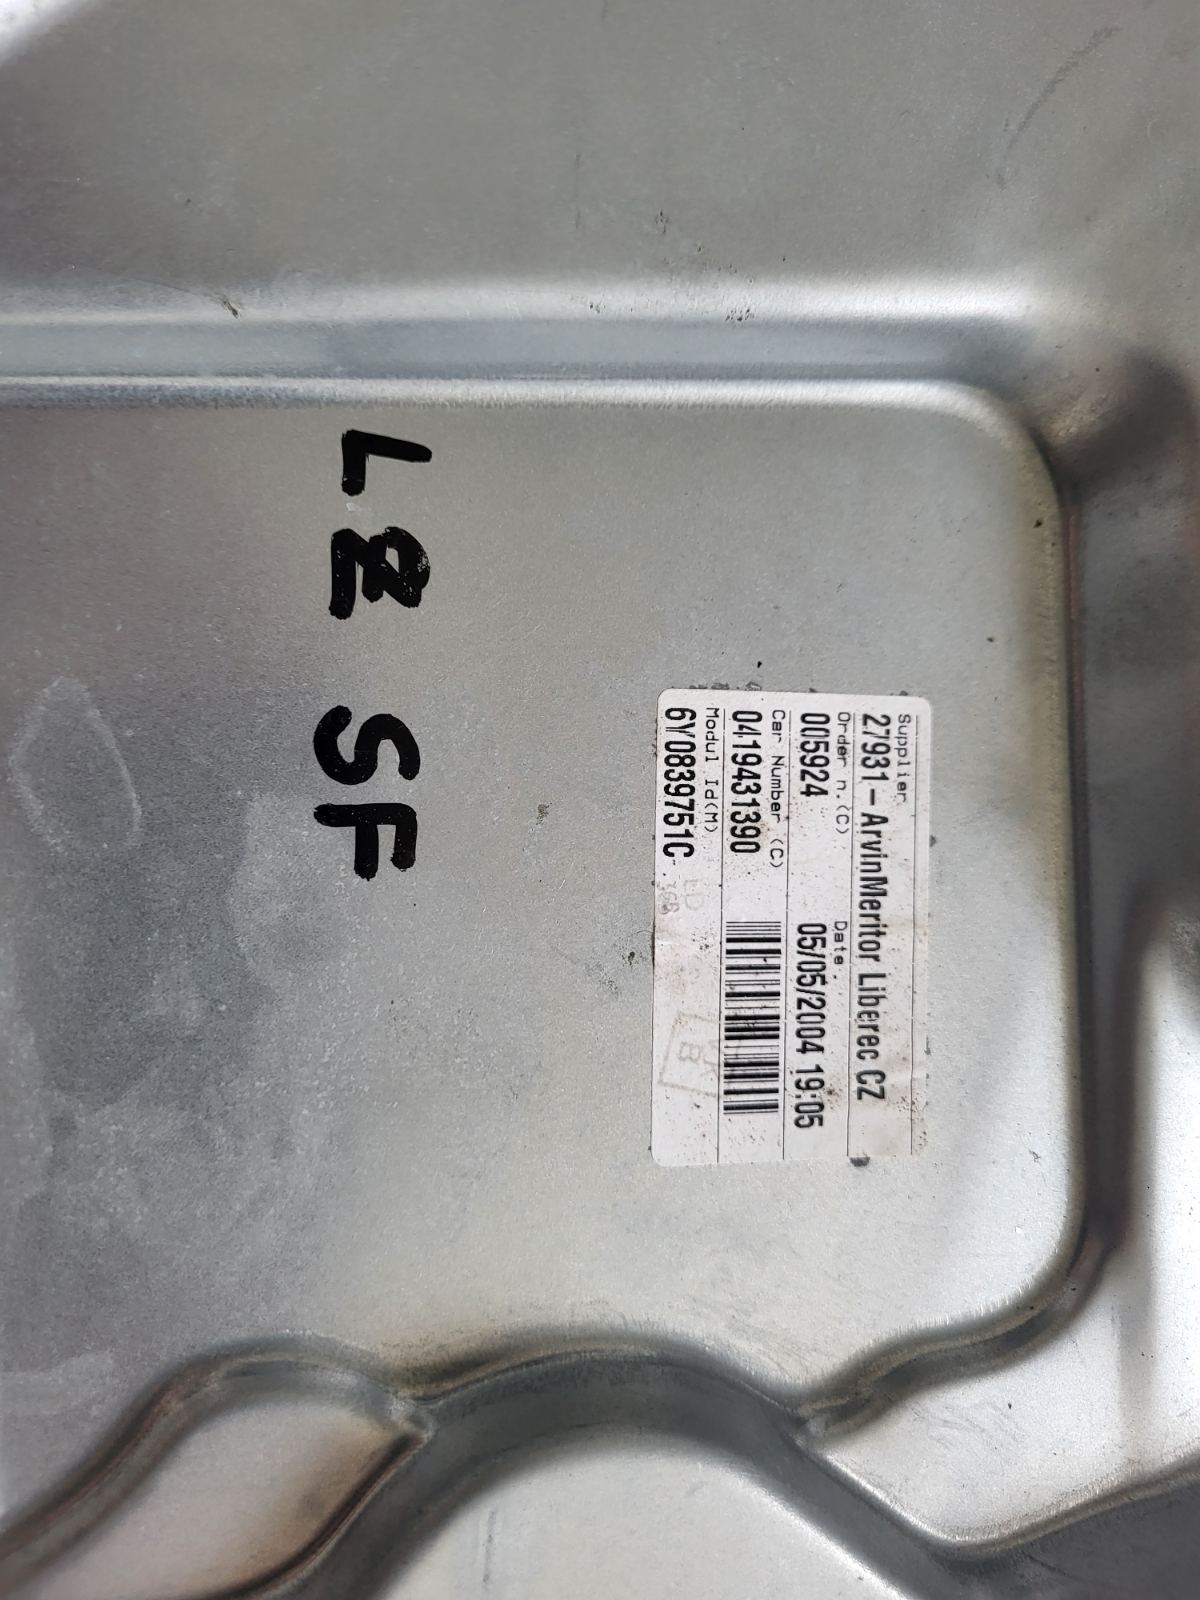 L2 SF
Supplier
27931-ArvinMeritor Liberec CZ
Order n.(C) Date.
005924 05/05/2004 19:05
Car Number (C)
0419431390
Modul Id(M)
6Y0839751C
B